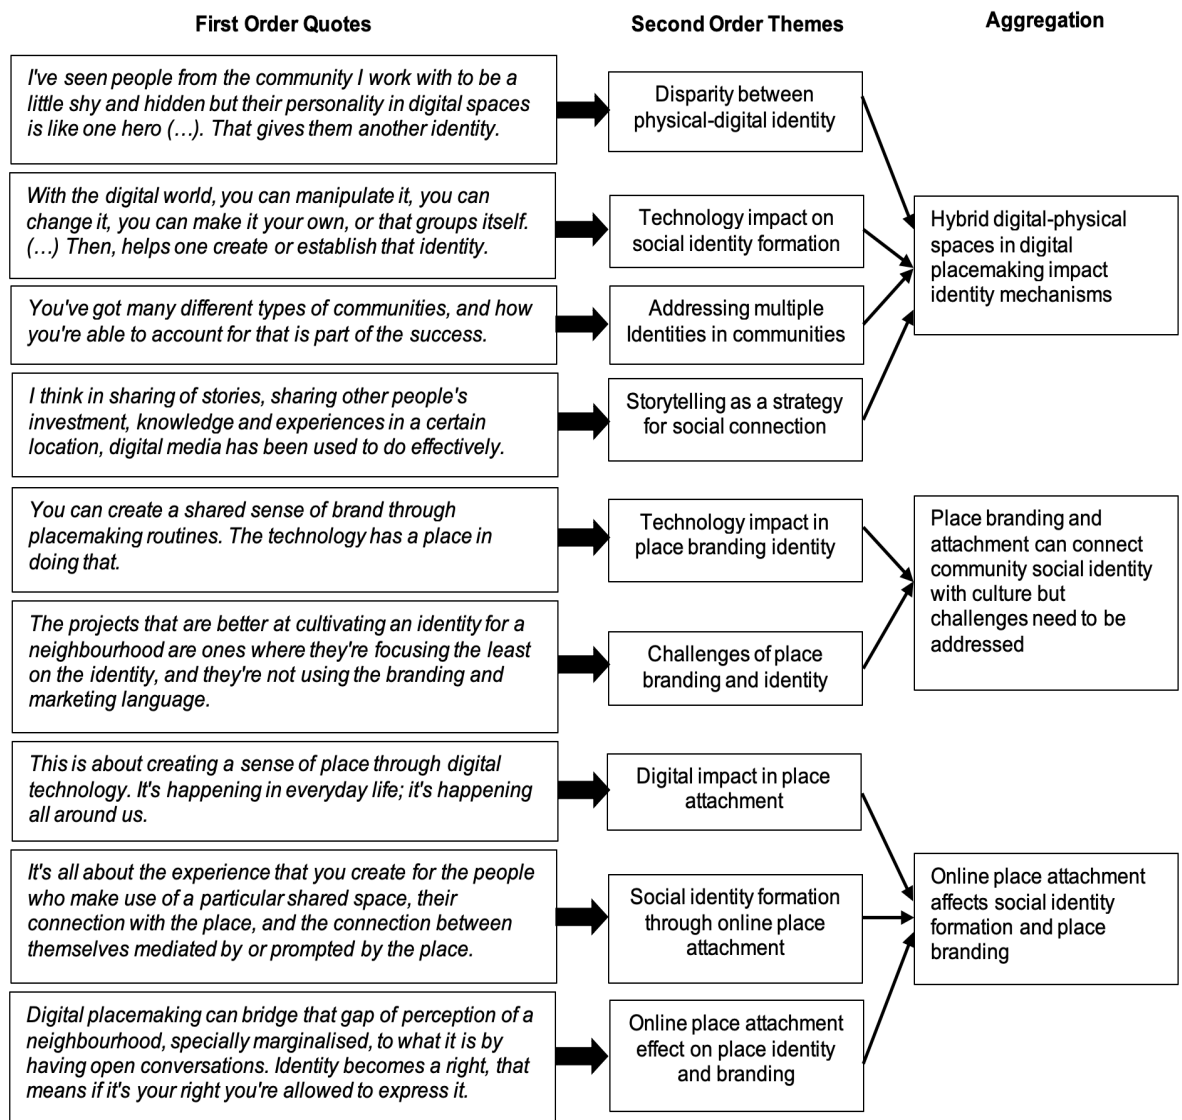 First Order Quotes
Second Order Themes
Aggregation
I've seen people from the community I work with to be a
little shy and hidden but their personality in digital spaces
is like one hero (…). That gives them another identity.
Disparity between
physical-digital identity
With the digital world, you can manipulate it, you can
change it, you can make it your own, or that groups itself.
(…) Then, helps one create or establish that identity.
Technology impact on
social identity formation
You've got many different types of communities, and how
you're able to account for that is part of the success.
Addressing multiple
Identities in communities
I think in sharing of stories, sharing other people's
investment, knowledge and experiences in a certain
location, digital media has been used to do effectively.
Storytelling as a strategy
for social connection
Hybrid digital-physical
spaces in digital
placemaking impact
identity mechanisms
You can create a shared sense of brand through
placemaking routines. The technology has a place in
doing that.
Technology impact in
place branding identity
The projects that are better at cultivating an identity for a
neighbourhood are ones where they're focusing the least
on the identity, and they're not using the branding and
marketing language.
Challenges of place
branding and identity
Place branding and
attachment can connect
community social identity
with culture but
challenges need to be
addressed
This is about creating a sense of place through digital
technology. It's happening in everyday life; it's happening
all around us.
Digital impact in place
attachment
It's all about the experience that you create for the people
who make use of a particular shared space, their
connection with the place, and the connection between
themselves mediated by or prompted by the place.
Social identity formation
through online place
attachment
Digital placemaking can bridge that gap of perception of a
neighbourhood, specially marginalised, to what it is by
having open conversations. Identity becomes a right, that
means if it's your right you're allowed to express it.
Online place attachment
effect on place identity
and branding
Online place attachment
affects social identity
formation and place
branding